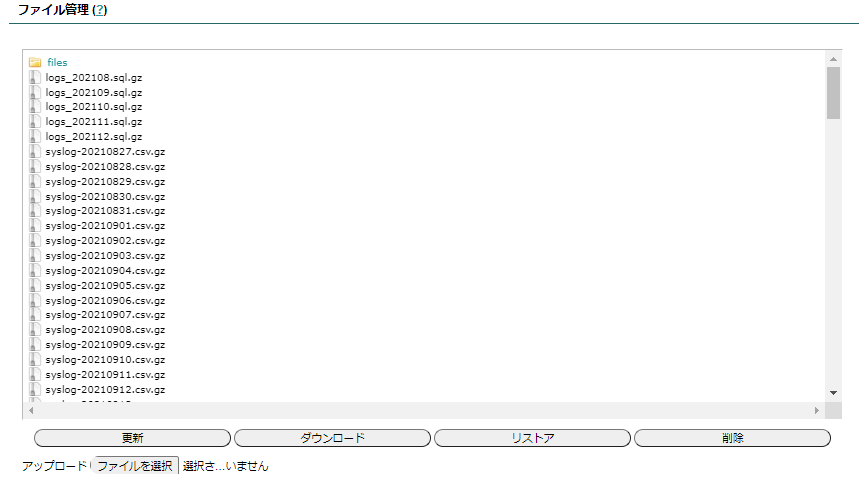 ファイル管理 (?)
files
logs_202108.sql.gz
logs_202109.sql.gz
logs_202110.sql.gz
logs_202111.sql.gz
logs_202112.sql.gz
syslog-20210827.csv.gz
syslog-20210828.csv.gz
syslog-20210829.csv.gz
syslog-20210830.csv.gz
syslog-20210831.csv.gz
syslog-20210901.csv.gz
syslog-20210902.csv.gz
syslog-20210903.csv.gz
syslog-20210904.csv.gz
syslog-20210905.csv.gz
syslog-20210906.csv.gz
syslog-20210907.csv.gz
syslog-20210908.csv.gz
syslog-20210909.csv.gz
syslog-20210910.csv.gz
syslog-20210911.csv.gz
syslog-20210912.csv.gz
更新 ダウンロード リストア 削除
アップロード ファイルを選択 選択さ...いません